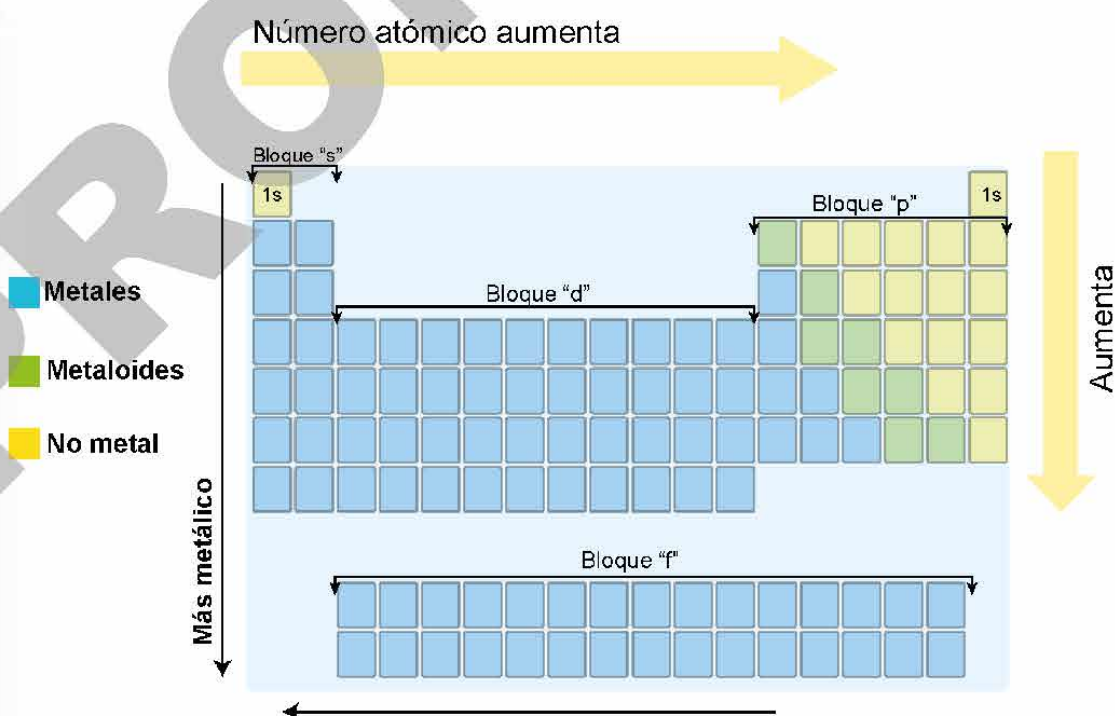 Número atómico aumenta
Bloque “s”
1s
1s
Bloque “p”
Metales
Bloque “d”
Aumenta
Metaloides
No metal
Más metálico
Bloque “f”